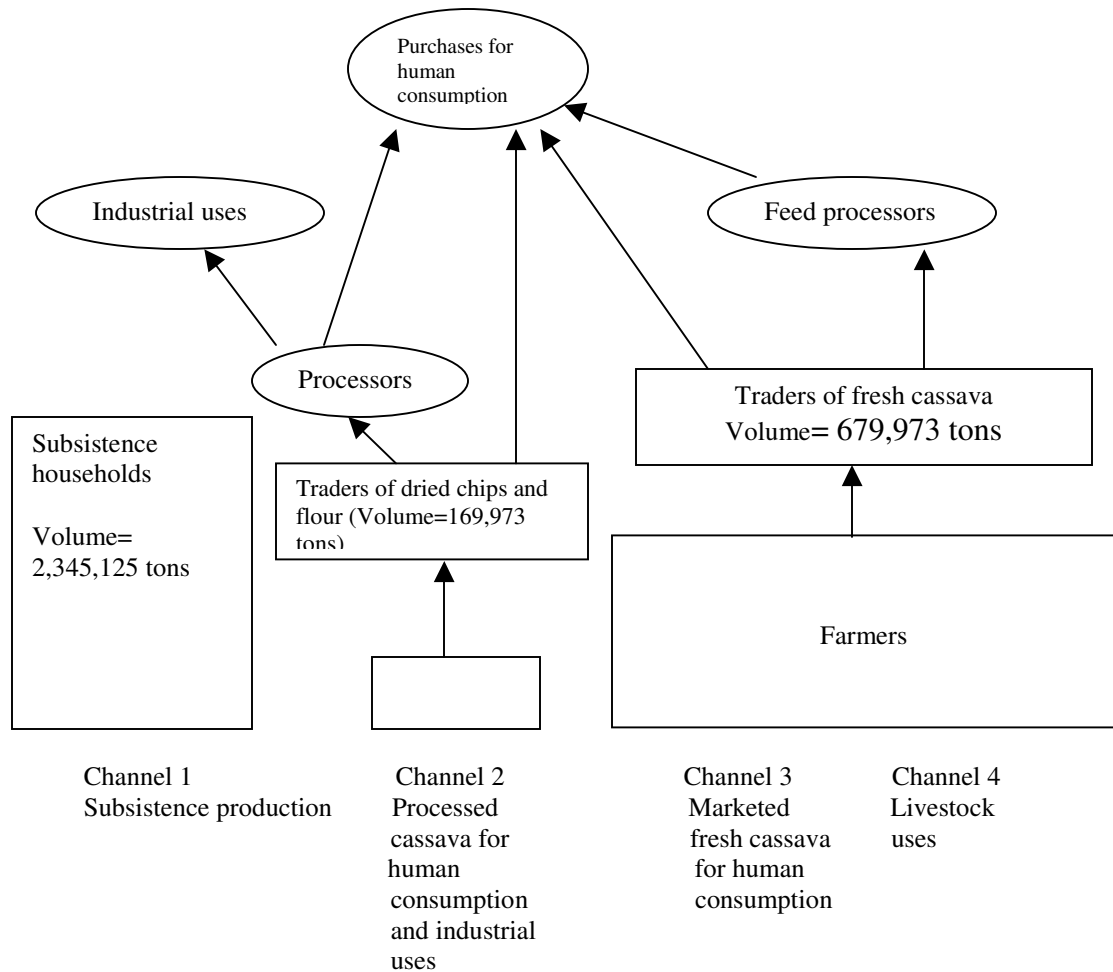 Purchases for
human
consumption
Industrial uses
Feed processors
Processors
Traders of fresh cassava
Volume= 679,973 tons
Subsistence
households
Volume=
2,345,125 tons
Traders of dried chips and
flour (Volume=169,973
tons)
Farmers
Channel 1
Subsistence production
Channel 2
Processed
cassava for
human
consumption
and industrial
uses
Channel 3
Marketed
fresh cassava
for human
consumption
Channel 4
Livestock
uses